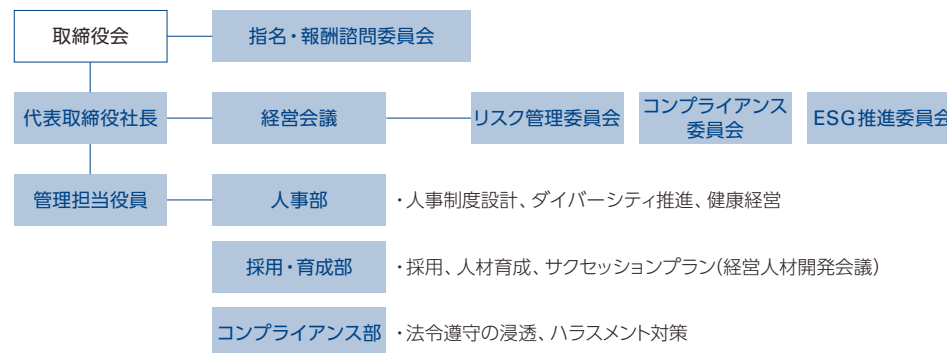 取締役会
指名・報酬諮問委員会
代表取締役社長
経営会議
リスク管理委員会
コンプライアンス
委員会
ESG推進委員会
管理担当役員
人事部
・人事制度設計、ダイバーシティ推進、健康経営
採用・育成部
・採用、人材育成、サクセッションプラン(経営人材開発会議)
コンプライアンス部
・法令遵守の浸透、ハラスメント対策